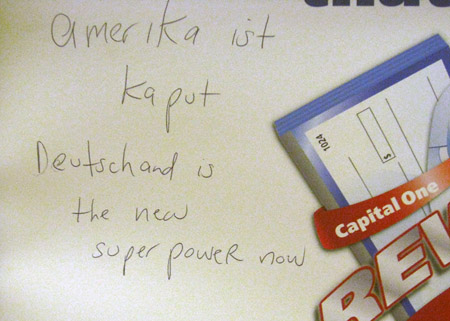 amerika ist
kaput
Deutschand is
the new
super power now
1024
$
Capital One